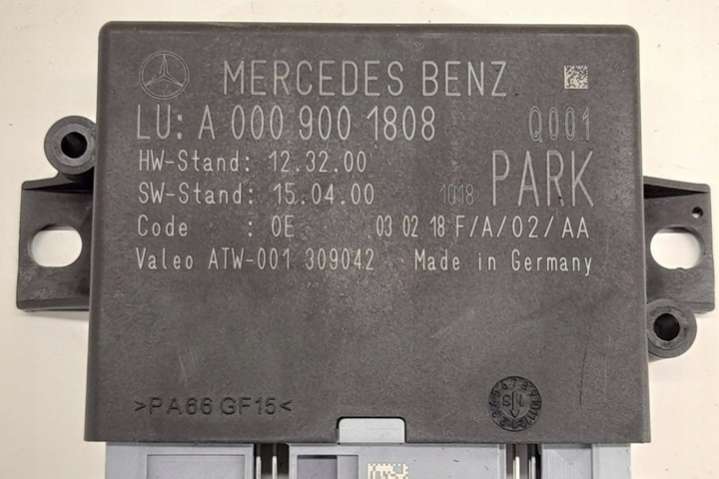 MERCEDES BENZ
LU: A 000 900 1808 Q001
HW-Stand: 12.32.00
SW-Stand: 15.04.00 1018 PARK
Code : 0E 03 02 18 F/A/02/AA
Valeo ATW-001 309042 Made in Germany
>PA66 GF15<